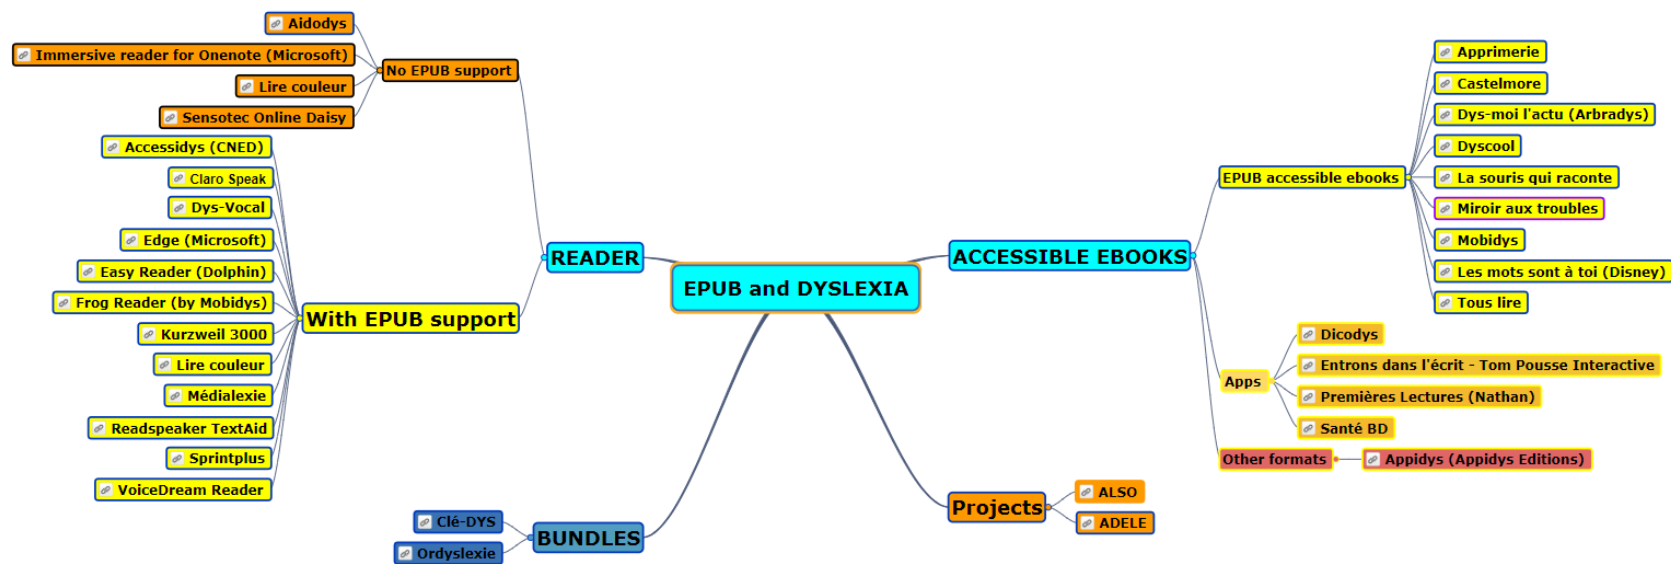 EPUB and DYSLEXIA
READER
No EPUB support
Aidodys
Immersive reader for Onenote (Microsoft)
Lire couleur
Sensotec Online Daisy
With EPUB support
Accessidys (CNED)
Claro Speak
Dys-Vocal
Edge (Microsoft)
Easy Reader (Dolphin)
Frog Reader (by Mobidys)
Kurzweil 3000
Lire couleur
Médialexie
Readspeaker TextAid
Sprintplus
VoiceDream Reader
BUNDLES
Clé-DYS
Ordyslexie
ACCESSIBLE EBOOKS
EPUB accessible ebooks
Apprimerie
Castelmore
Dys-moi l'actu (Arbradys)
Dyscool
La souris qui raconte
Miroir aux troubles
Mobidys
Les mots sont à toi (Disney)
Tous lire
Apps
Dicodys
Entrons dans l'écrit - Tom Pousse Interactive
Premières Lectures (Nathan)
Santé BD
Other formats
Appidys (Appidys Editions)
Projects
ALSO
ADELE